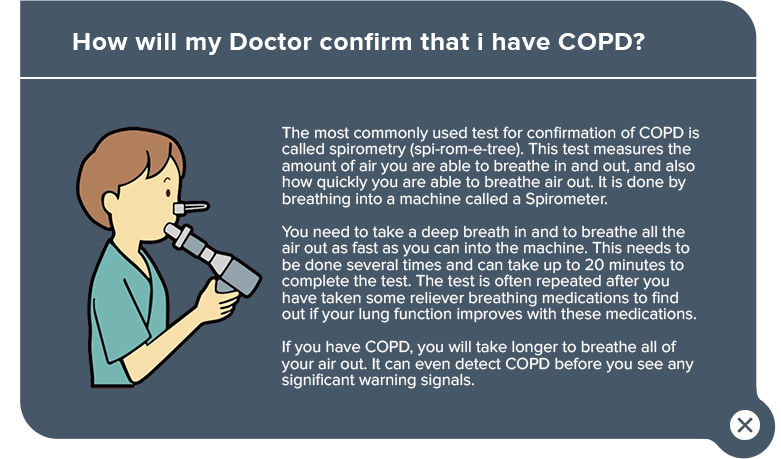 How will my Doctor confirm that i have COPD?
The most commonly used test for confirmation of COPD is
called spirometry (spi-rom-e-tree). This test measures the
amount of air you are able to breathe in and out, and also
how quickly you are able to breathe air out. It is done by
breathing into a machine called a Spirometer.
You need to take a deep breath in and to breathe all the
air out as fast as you can into the machine. This needs to
be done several times and can take up to 20 minutes to
complete the test. The test is often repeated after you
have taken some reliever breathing medications to find
out if your lung function improves with these medications.
If you have COPD, you will take longer to breathe all of
your air out. It can even detect COPD before you see any
significant warning signals.